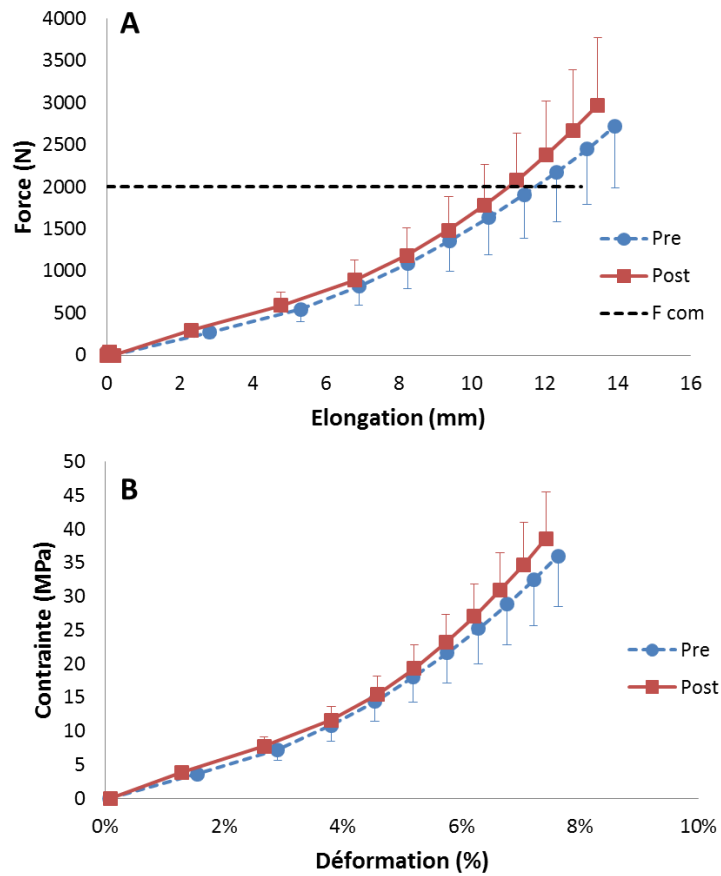 A
4000
3500
3000
2500
2000
1500
1000
500
0
Force (N)
0 2 4 6 8 10 12 14 16
Elongation (mm)
Pre
Post
F com
B
50
45
40
35
30
25
20
15
10
5
0
Contrainte (MPa)
0% 2% 4% 6% 8% 10%
Déformation (%)
Pre
Post